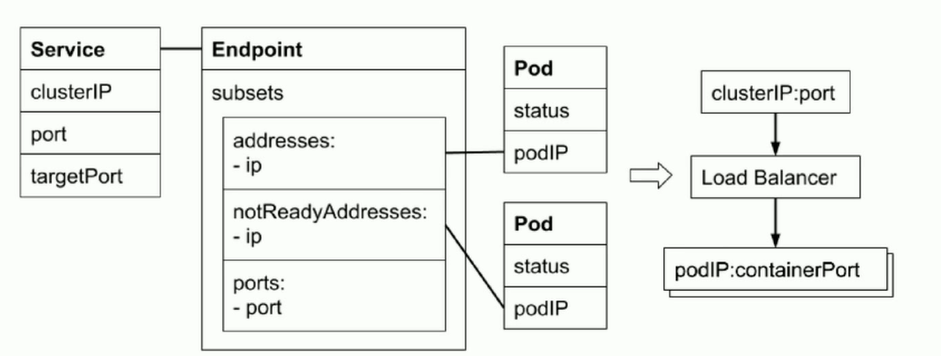 Service
clusterIP
port
targetPort
Endpoint
subsets
addresses:
- ip
notReadyAddresses:
- ip
ports:
- port
Pod
status
podIP
Pod
status
podIP
clusterIP:port
Load Balancer
podIP:containerPort